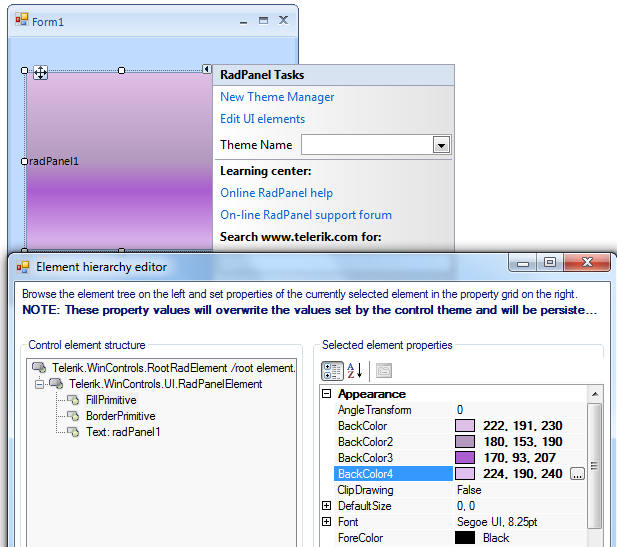 Form1
RadPanel Tasks
New Theme Manager
Edit UI elements
Theme Name
radPanel1
Learning center:
Online RadPanel help
On-line RadPanel support forum
Search www.telerik.com for:
Element hierarchy editor
Browse the element tree on the left and set properties of the currently selected element in the property grid on the right.
NOTE: These property values will overwrite the values set by the control theme and will be persiste...
Control element structure
Telerik.WinControls.RootRadElement /root element.
Telerik.WinControls.UI.RadPanelElement
FillPrimitive
BorderPrimitive
Text: radPanel1
Selected element properties
Appearance
AngleTransform 0
BackColor 222, 191, 230
BackColor2 180, 153, 190
BackColor3 170, 93, 207
BackColor4 224, 190, 240 ...
ClipDrawing False
DefaultSize 0, 0
Font Segoe UI, 8.25pt
ForeColor Black